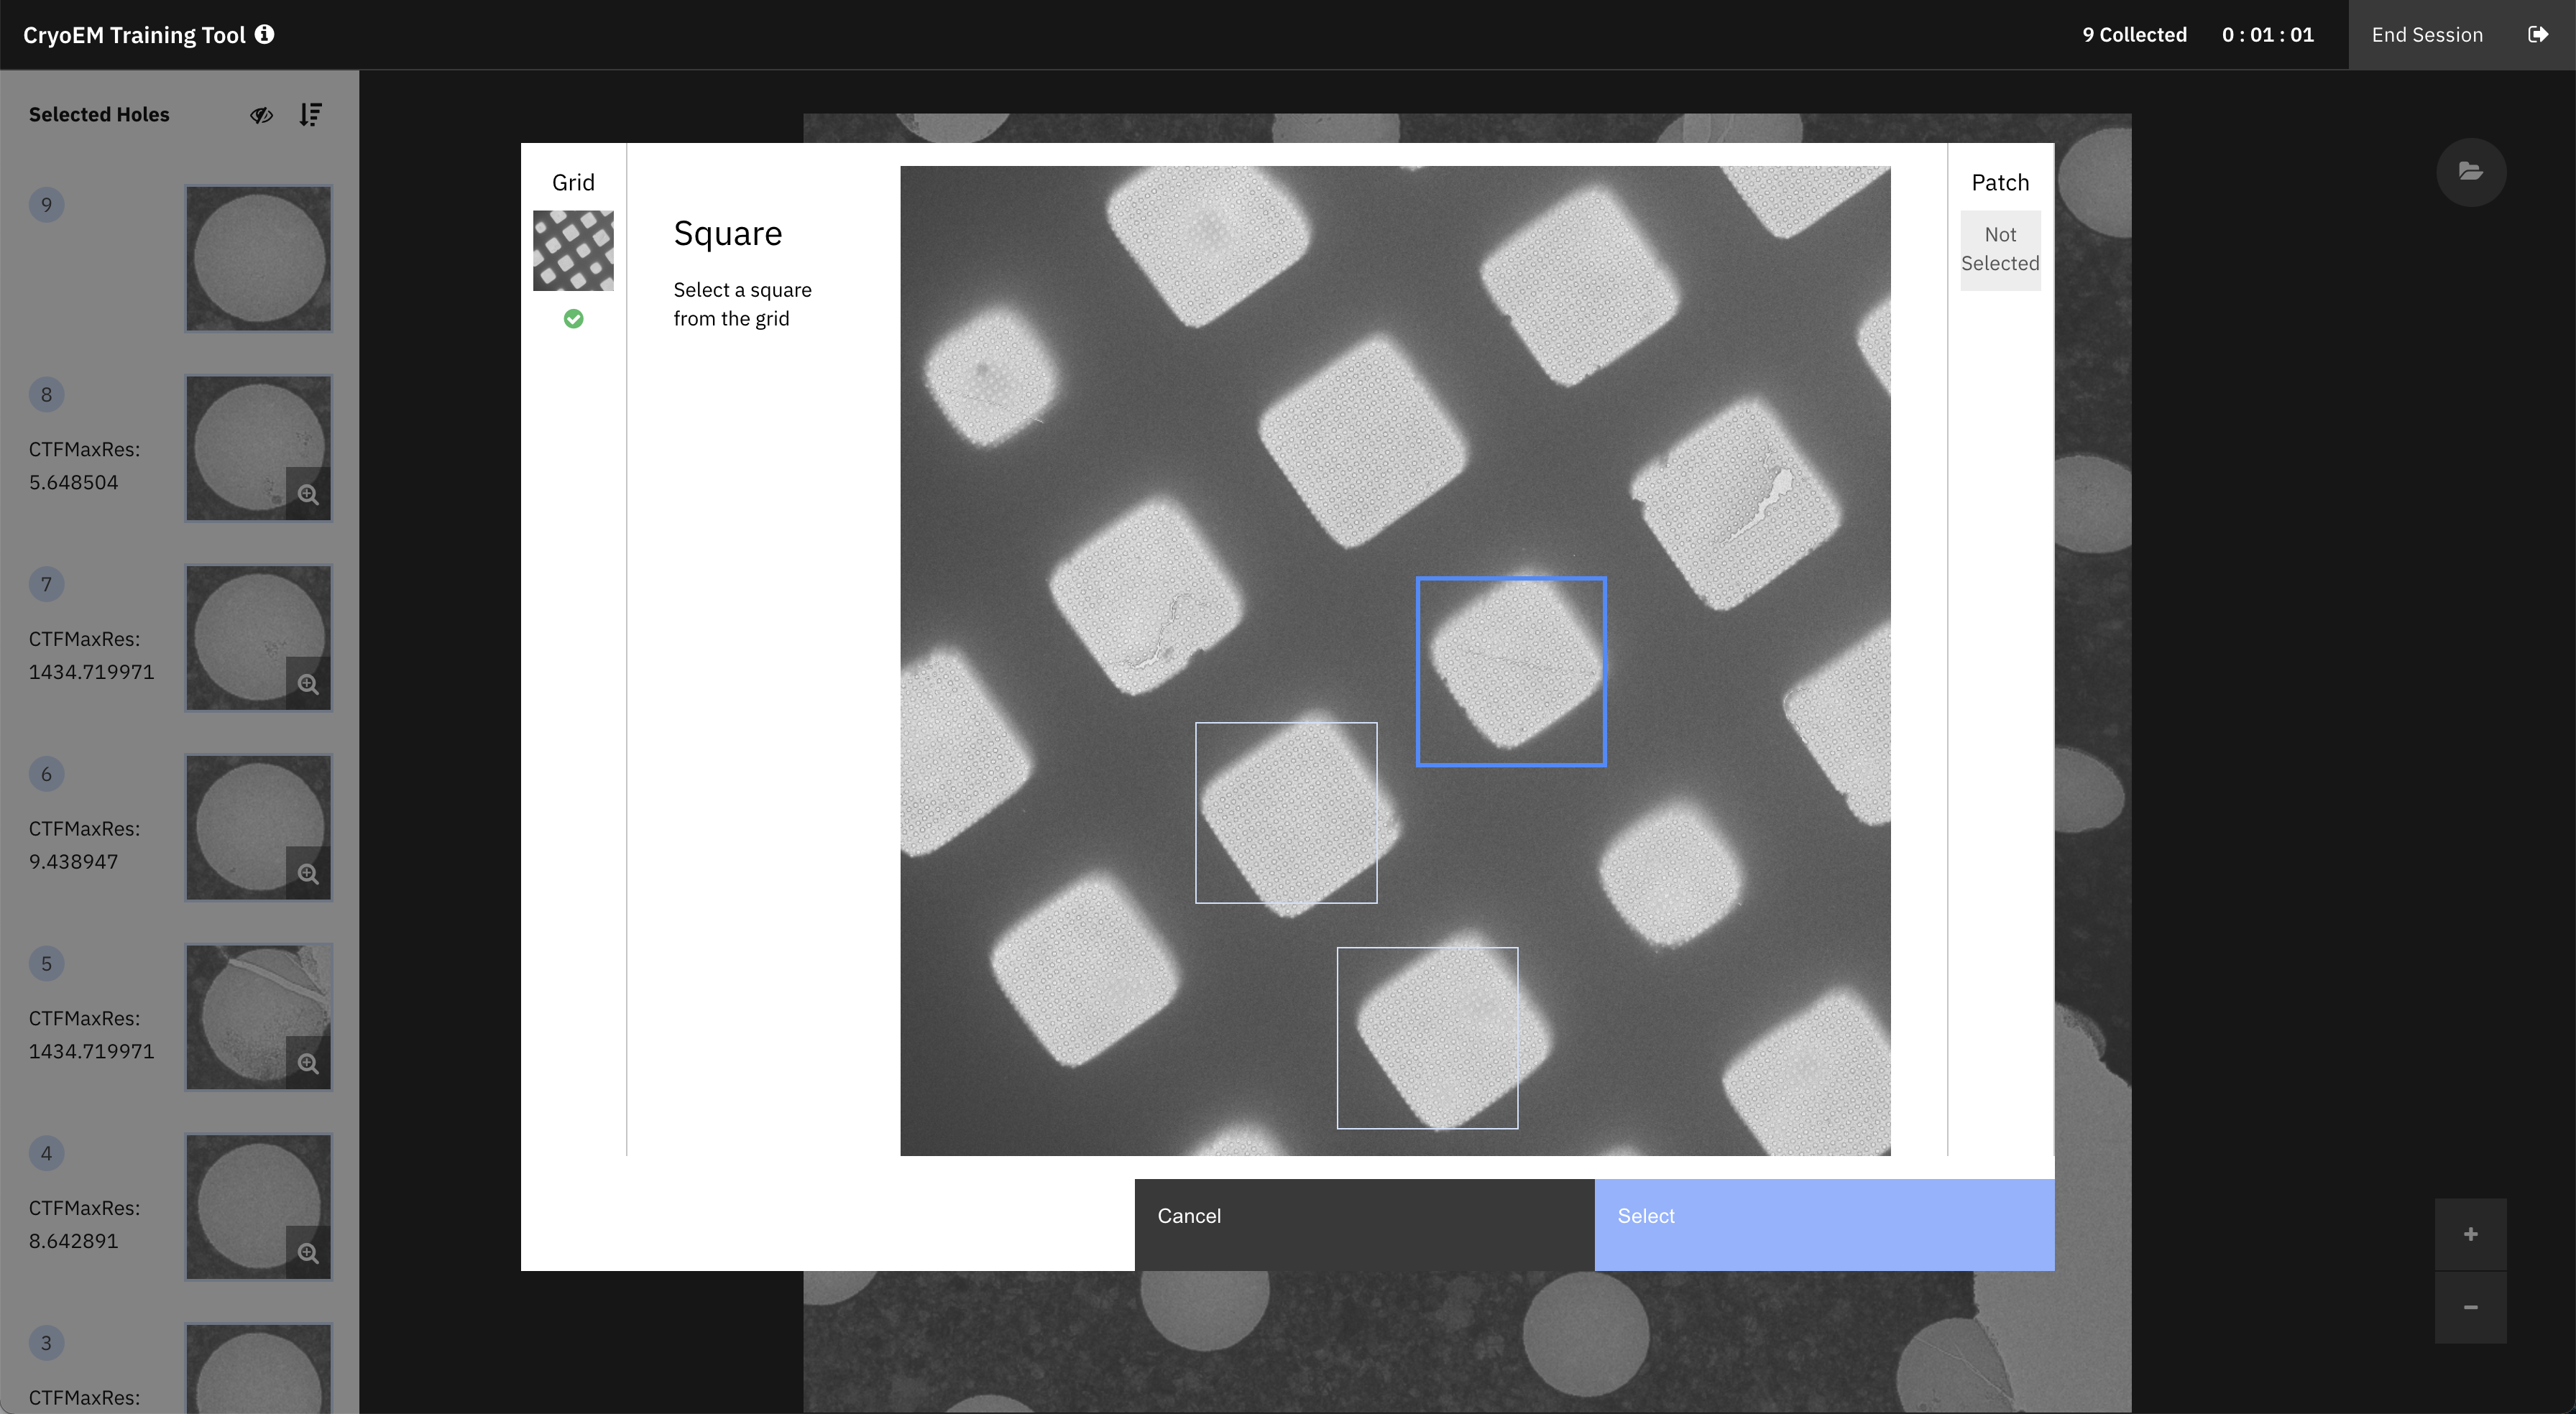 CryoEM Training Tool
9 Collected
0 : 01 : 01
End Session
Selected Holes
9
8
CTFMaxRes:
5.648504
7
CTFMaxRes:
1434.719971
6
CTFMaxRes:
9.438947
5
CTFMaxRes:
1434.719971
4
CTFMaxRes:
8.642891
3
CTFMaxRes:
Grid
Square
Select a square
from the grid
Patch
Not
Selected
Cancel
Select